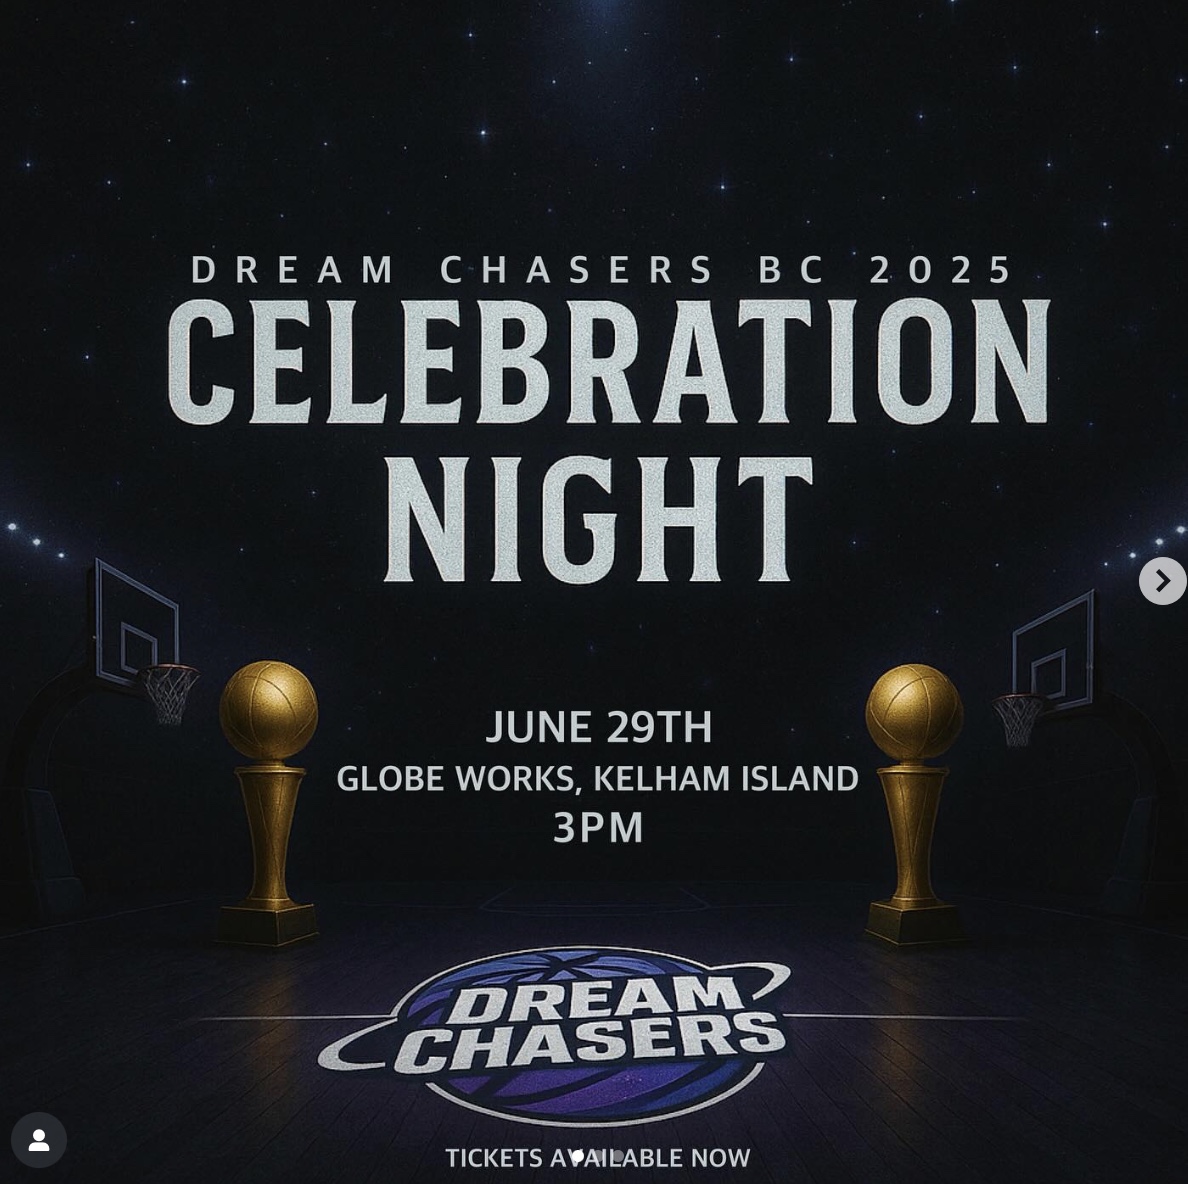 DREAM CHASERS BC 2025
CELEBRATION
NIGHT
JUNE 29TH
GLOBE WORKS, KELHAM ISLAND
3PM
DREAM
CHASERS
TICKETS AVAILABLE NOW